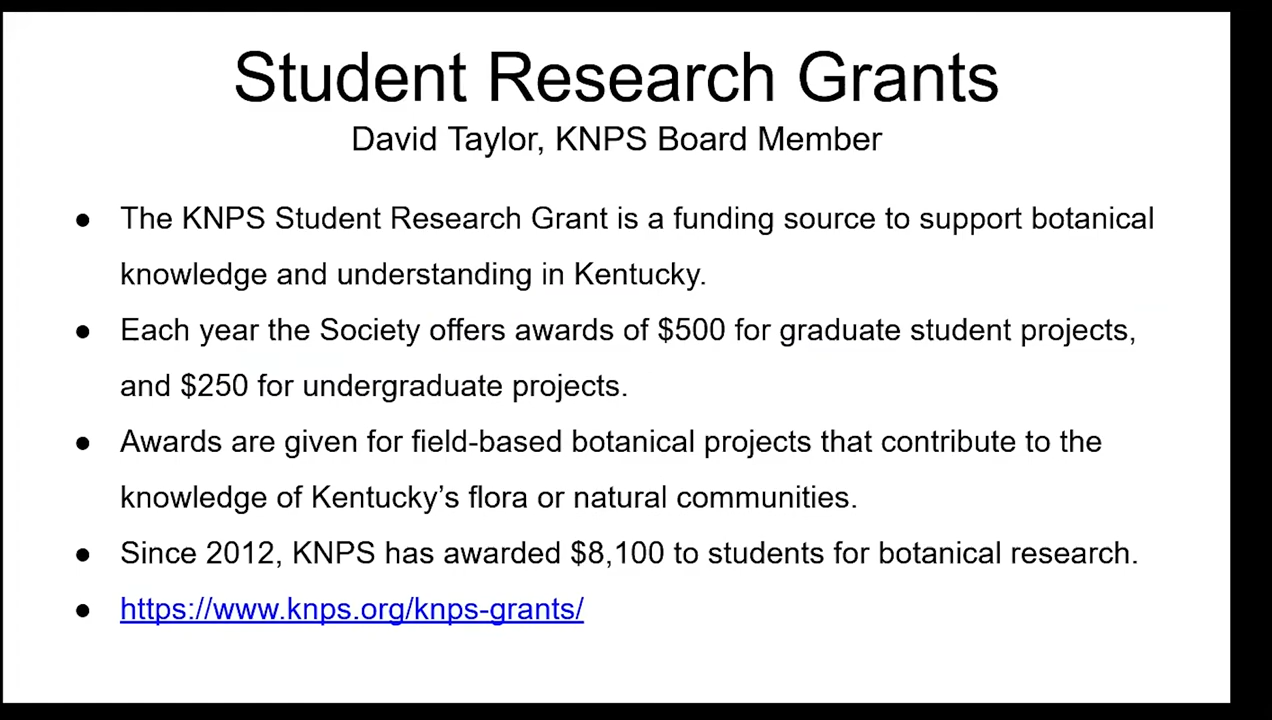 Student Research Grants
David Taylor, KNPS Board Member
● The KNPS Student Research Grant is a funding source to support botanical
knowledge and understanding in Kentucky.
● Each year the Society offers awards of $500 for graduate student projects,
and $250 for undergraduate projects.
● Awards are given for field-based botanical projects that contribute to the
knowledge of Kentucky’s flora or natural communities.
● Since 2012, KNPS has awarded $8,100 to students for botanical research.
● https://www.knps.org/knps-grants/